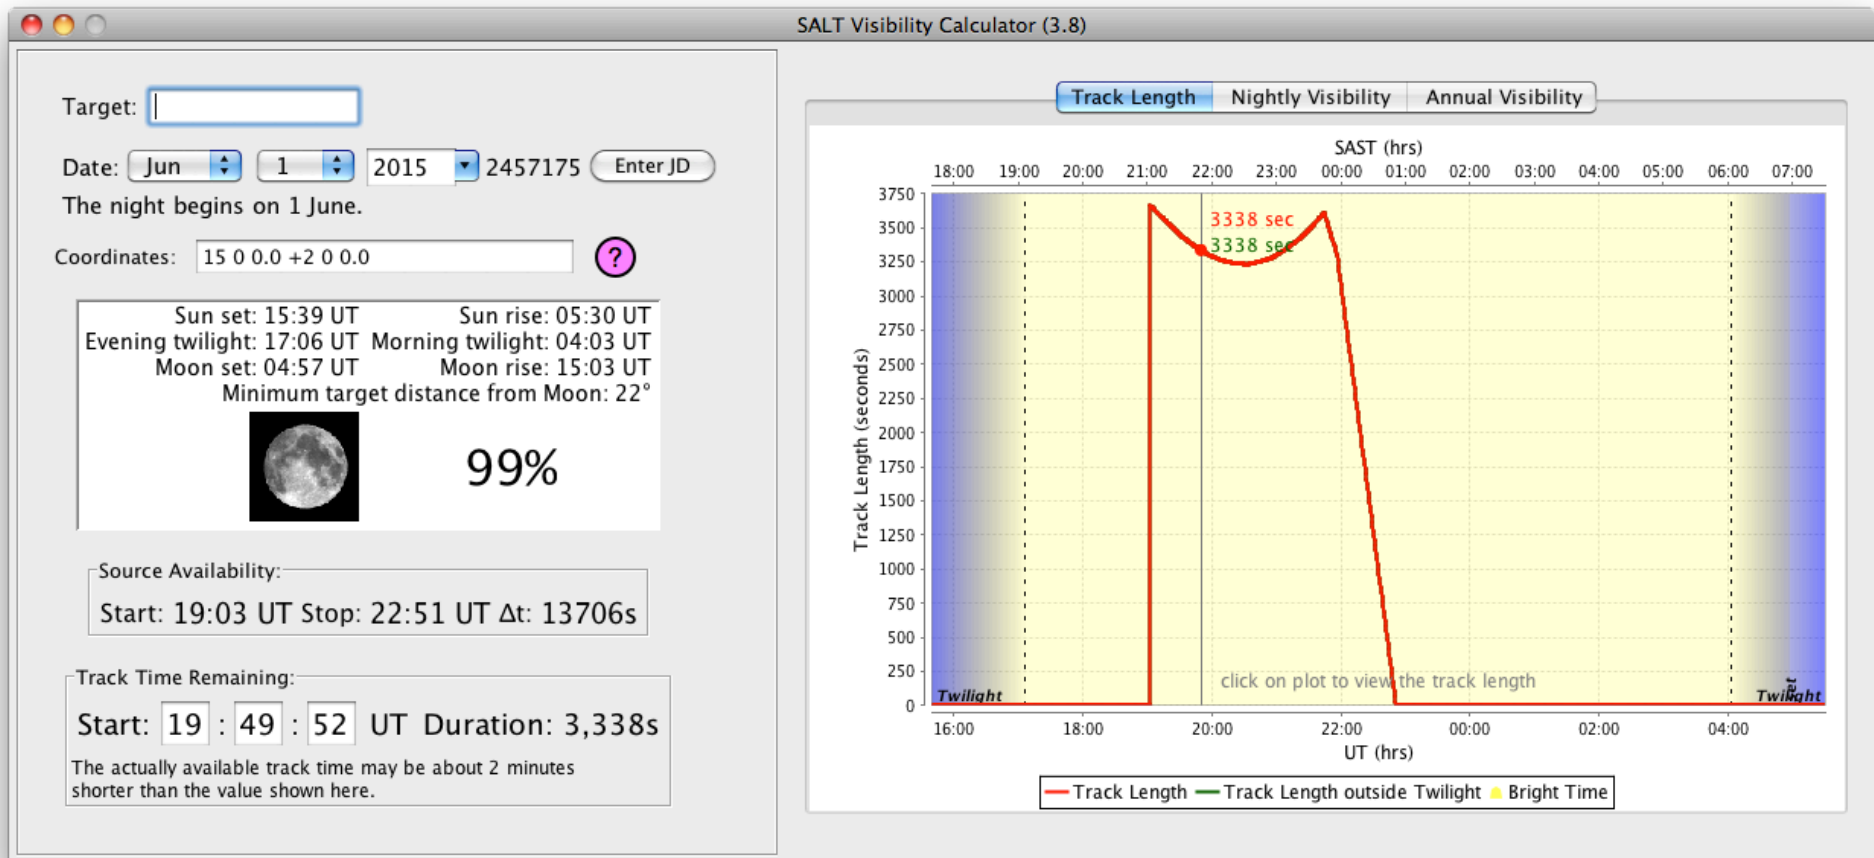 SALT Visibility Calculator (3.8)
Target:
Date: Jun 1 2015 2457175 Enter JD
The night begins on 1 June.
Coordinates: 15 0 0.0 +2 0 0.0 ?
Sun set: 15:39 UT Sun rise: 05:30 UT
Evening twilight: 17:06 UT Morning twilight: 04:03 UT
Moon set: 04:57 UT Moon rise: 15:03 UT
Minimum target distance from Moon: 22°
99%
Source Availability:
Start: 19:03 UT Stop: 22:51 UT Δt: 13706s
Track Time Remaining:
Start: 19 : 49 : 52 UT Duration: 3,338s
The actually available track time may be about 2 minutes
shorter than the value shown here.
Track Length Nightly Visibility Annual Visibility
SAST (hrs)
18:00 19:00 20:00 21:00 22:00 23:00 00:00 01:00 02:00 03:00 04:00 05:00 06:00 07:00
Track Length (seconds)
3750
3500
3250
3000
2750
2500
2250
2000
1750
1500
1250
1000
750
500
250
0
3338 sec
3338 sec
click on plot to view the track length
Twilight Twilight
16:00 18:00 20:00 22:00 00:00 02:00 04:00
UT (hrs)
Track Length Track Length outside Twilight Bright Time